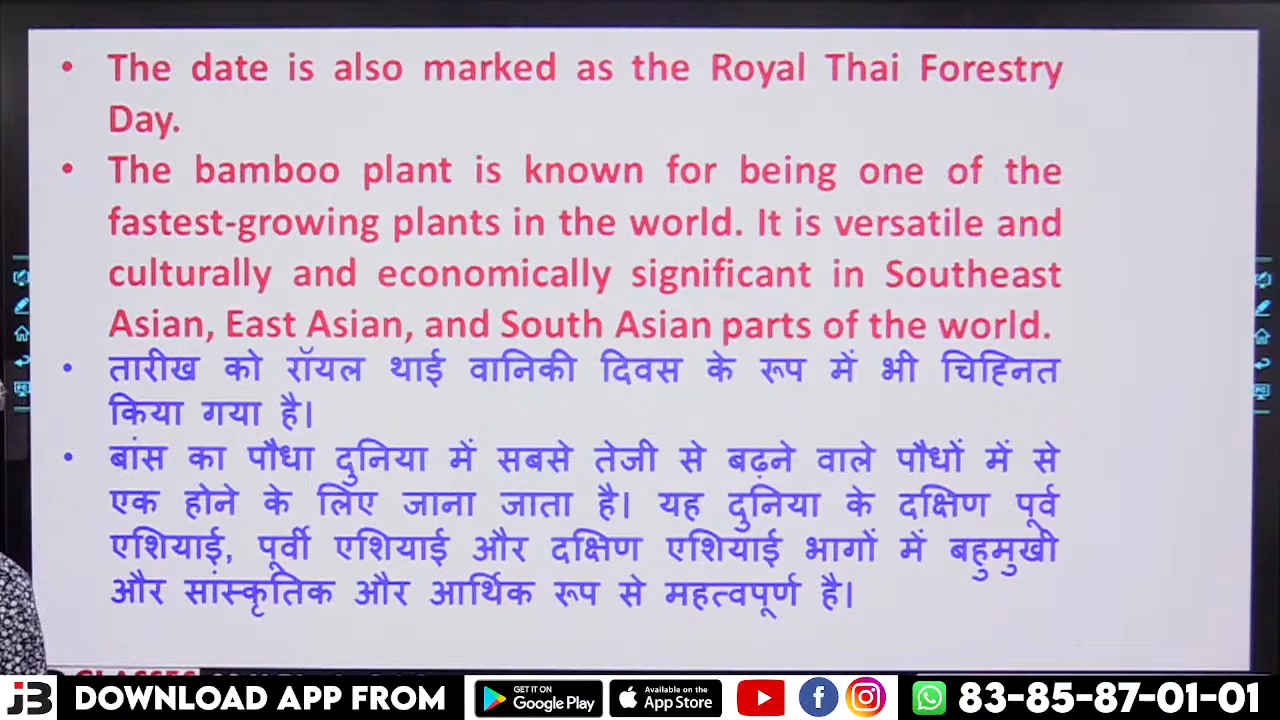 • The date is also marked as the Royal Thai Forestry
Day.
• The bamboo plant is known for being one of the
fastest-growing plants in the world. It is versatile and
culturally and economically significant in Southeast
Asian, East Asian, and South Asian parts of the world.
• तारीख को रॉयल थाई वानिकी दिवस के रूप में भी चिह्नित
किया गया है।
• बांस का पौधा दुनिया में सबसे तेजी से बढ़ने वाले पौधों में से
एक होने के लिए जाना जाता है। यह दुनिया के दक्षिण पूर्व
एशियाई, पूर्वी एशियाई और दक्षिण एशियाई भागों में बहुमुखी
और सांस्कृतिक और आर्थिक रूप से महत्वपूर्ण है।
JB DOWNLOAD APP FROM GET IT ON Google Play Available on the App Store 83-85-87-01-01